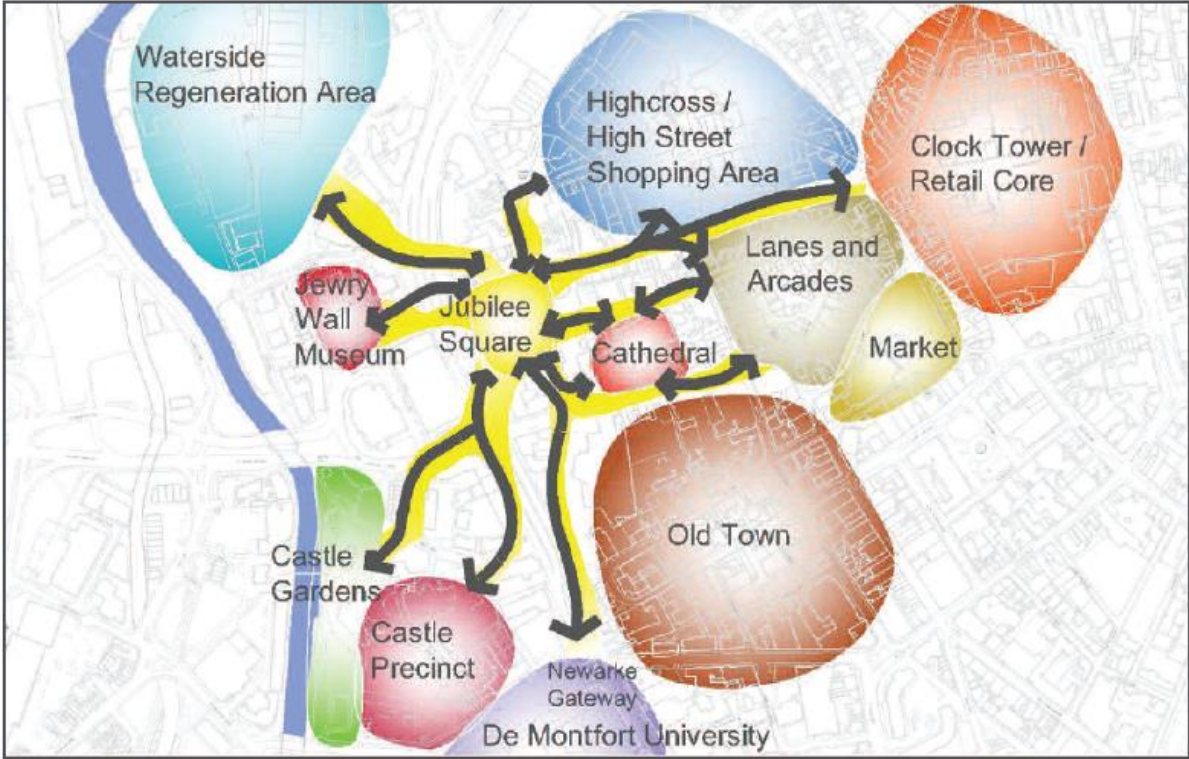 Waterside
Regeneration Area
Highcross /
High Street
Shopping Area
Clock Tower /
Retail Core
Lanes and
Arcades
Jewry
Wall
Museum
Jubilee
Square
Cathedral
Market
Old Town
Castle
Gardens
Castle
Precinct
Newarke
Gateway
De Montfort University